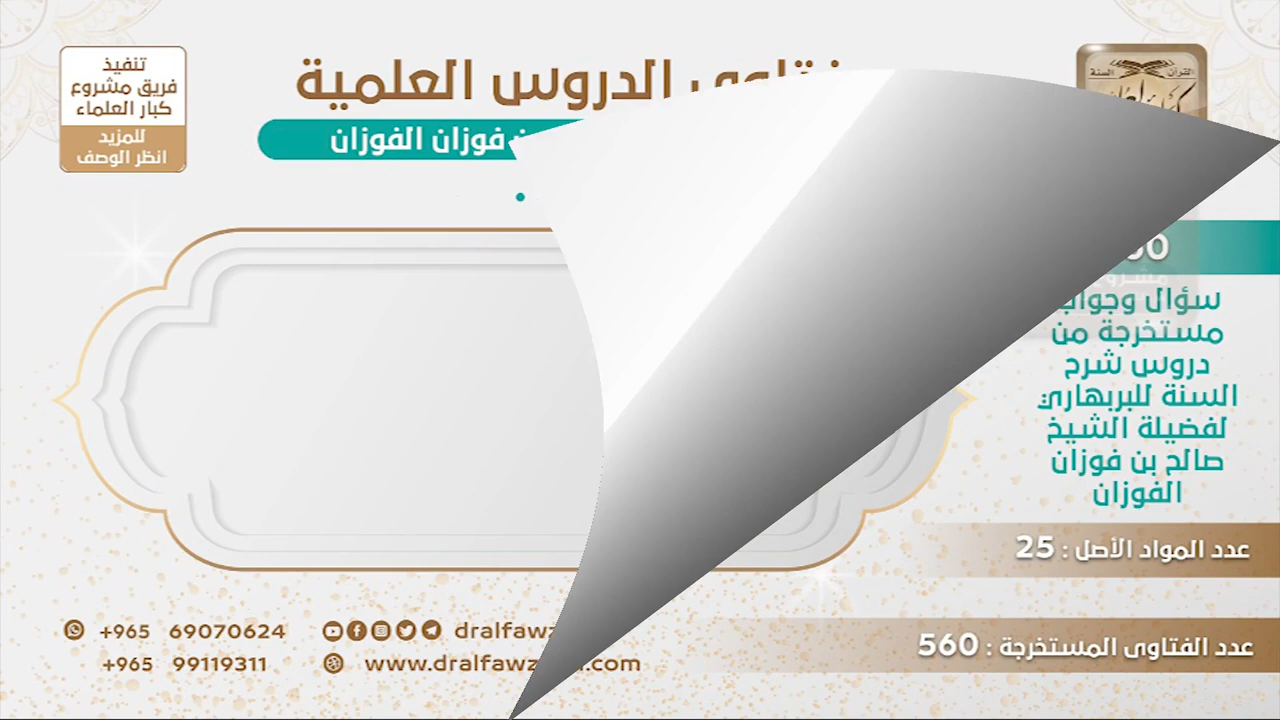 تنفيذ
فريق مشروع
كبار العلماء
للمزيد
انظر الوصف
الدروس العلمية
فوزان الفوزان
القرآن
السنة
سؤال وجواب
مستخرجة من
دروس شرح
السنة للبربهاري
لفضيلة الشيخ
صالح بن فوزان
الفوزان
عدد المواد الأصل : 25
عدد الفتاوى المستخرجة : 560
+965 69070624
+965 99119311